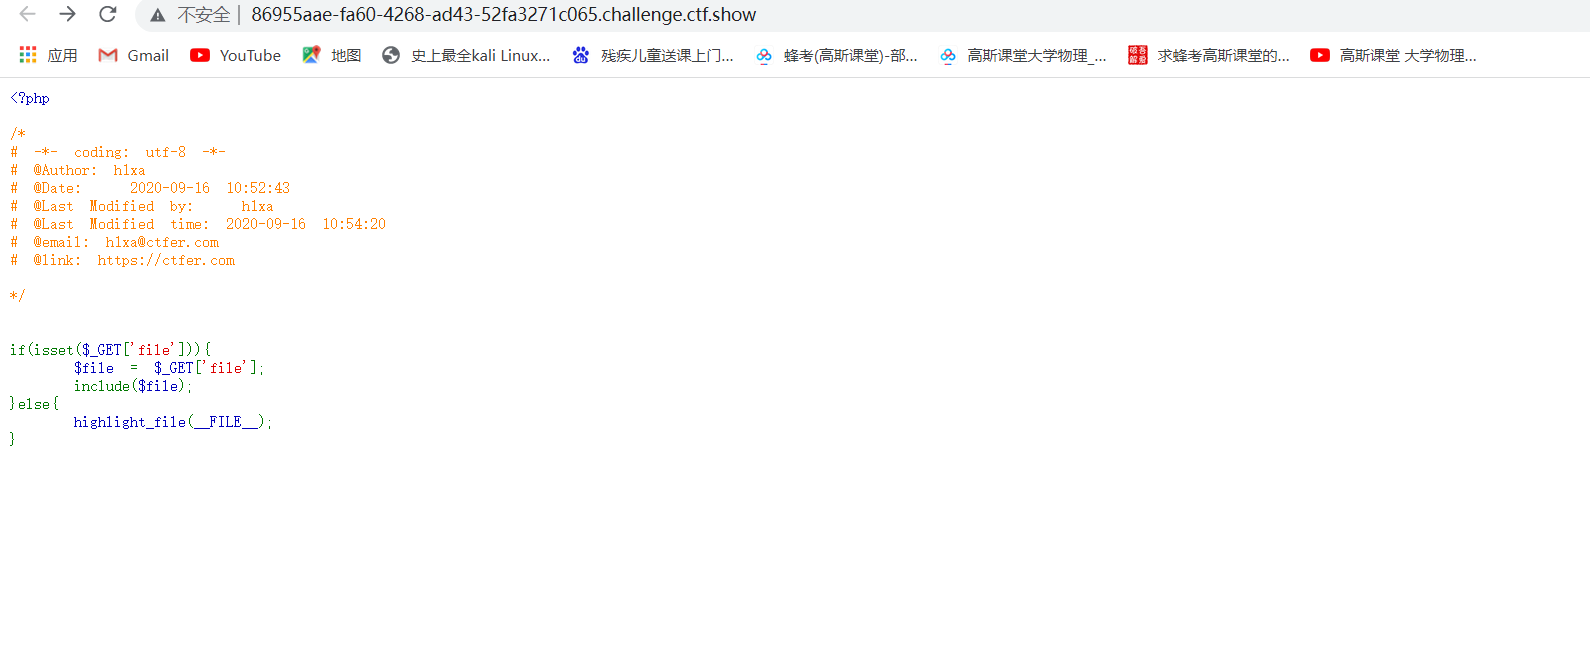 不安全 | 86955aae-fa60-4268-ad43-52fa3271c065.challenge.ctf.show
应用 Gmail YouTube 地图 史上最全kali Linux... 残疾儿童送课上门... 蜂考(高斯课堂)-部... 高斯课堂大学物理_... 求蜂考高斯课堂的... 高斯课堂 大学物理...
<?php
/*
# -*- coding: utf-8 -*-
# @Author: h1xa
# @Date:   2020-09-16 10:52:43
# @Last Modified by:   h1xa
# @Last Modified time: 2020-09-16 10:54:20
# @email: h1xa@ctfer.com
# @link: https://ctfer.com
*/
if(isset($_GET['file'])){
    $file = $_GET['file'];
    include($file);
}else{
    highlight_file(__FILE__);
}